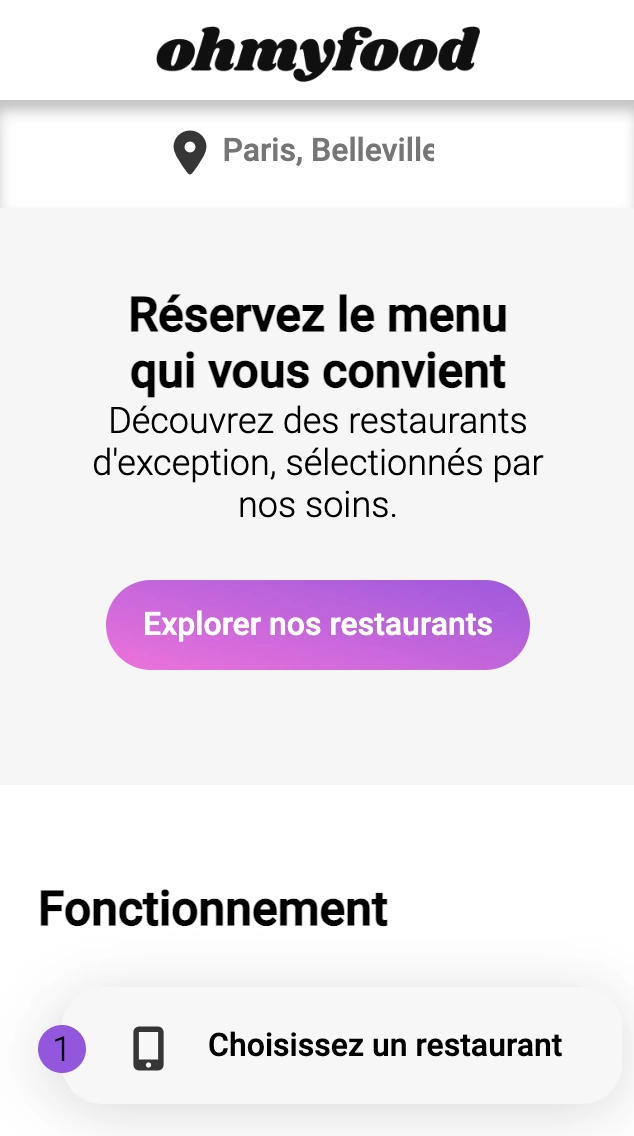 ohmyfood
Paris, Belleville
Réservez le menu
qui vous convient
Découvrez des restaurants
d'exception, sélectionnés par
nos soins.
Explorer nos restaurants
Fonctionnement
1 Choisissez un restaurant